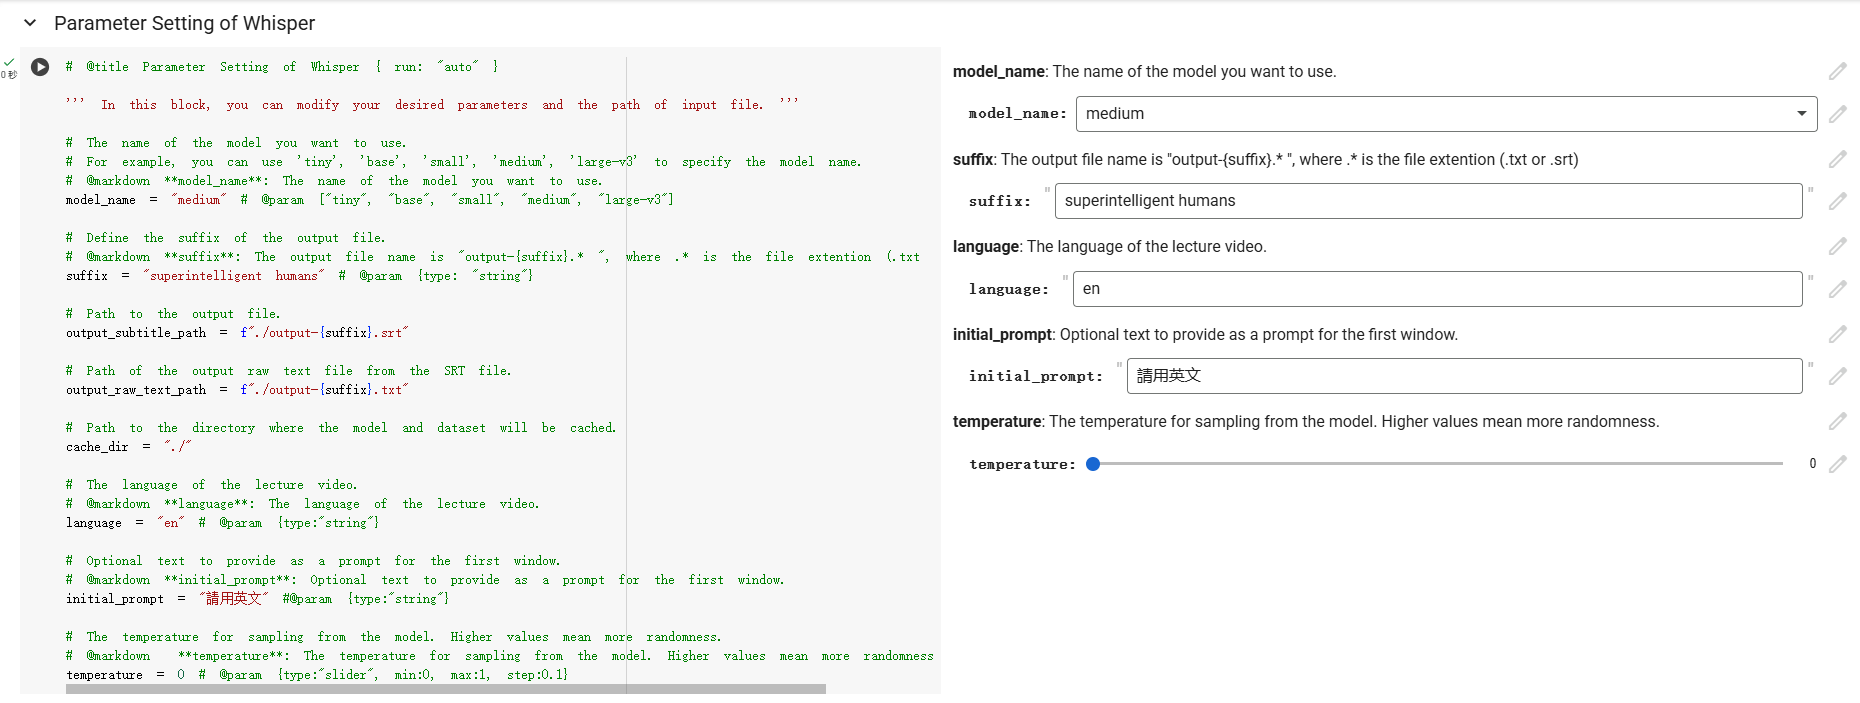 Parameter Setting of Whisper
0 秒
# @title Parameter Setting of Whisper { run: "auto" }
''' In this block, you can modify your desired parameters and the path of input file. '''
# The name of the model you want to use.
# For example, you can use 'tiny', 'base', 'small', 'medium', 'large-v3' to specify the model name.
# @markdown **model_name**: The name of the model you want to use.
model_name = "medium" # @param ["tiny", "base", "small", "medium", "large-v3"]
# Define the suffix of the output file.
# @markdown **suffix**: The output file name is "output-{suffix}.* ", where .* is the file extention (.txt
suffix = "superintelligent humans" # @param {type: "string"}
# Path to the output file.
output_subtitle_path = f"./output-{suffix}.srt"
# Path of the output raw text file from the SRT file.
output_raw_text_path = f"./output-{suffix}.txt"
# Path to the directory where the model and dataset will be cached.
cache_dir = "./"
# The language of the lecture video.
# @markdown **language**: The language of the lecture video.
language = "en" # @param {type:"string"}
# Optional text to provide as a prompt for the first window.
# @markdown **initial_prompt**: Optional text to provide as a prompt for the first window.
initial_prompt = "請用英文" #@param {type:"string"}
# The temperature for sampling from the model. Higher values mean more randomness.
# @markdown **temperature**: The temperature for sampling from the model. Higher values mean more randomness
temperature = 0 # @param {type:"slider", min:0, max:1, step:0.1}
model_name: The name of the model you want to use.
model_name: medium
suffix: The output file name is "output-{suffix}.* ", where .* is the file extention (.txt or .srt)
suffix: " superintelligent humans "
language: The language of the lecture video.
language: " en "
initial_prompt: Optional text to provide as a prompt for the first window.
initial_prompt: " 請用英文 "
temperature: The temperature for sampling from the model. Higher values mean more randomness.
temperature: 0